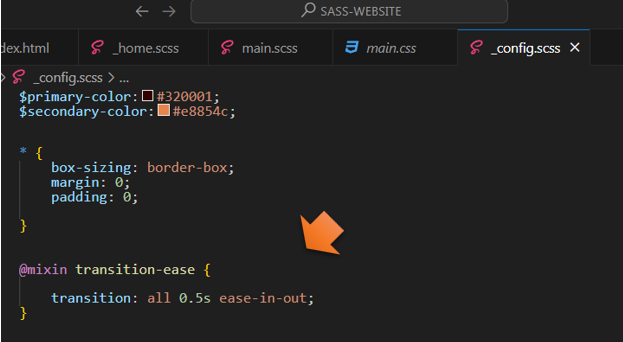 SASS-WEBSITE
dex.html
_home.scss
main.scss
main.css
_config.scss
_config.scss > ...
$primary-color: #320001;
$secondary-color: #e8854c;
* {
box-sizing: border-box;
margin: 0;
padding: 0;
}
@mixin transition-ease {
transition: all 0.5s ease-in-out;
}